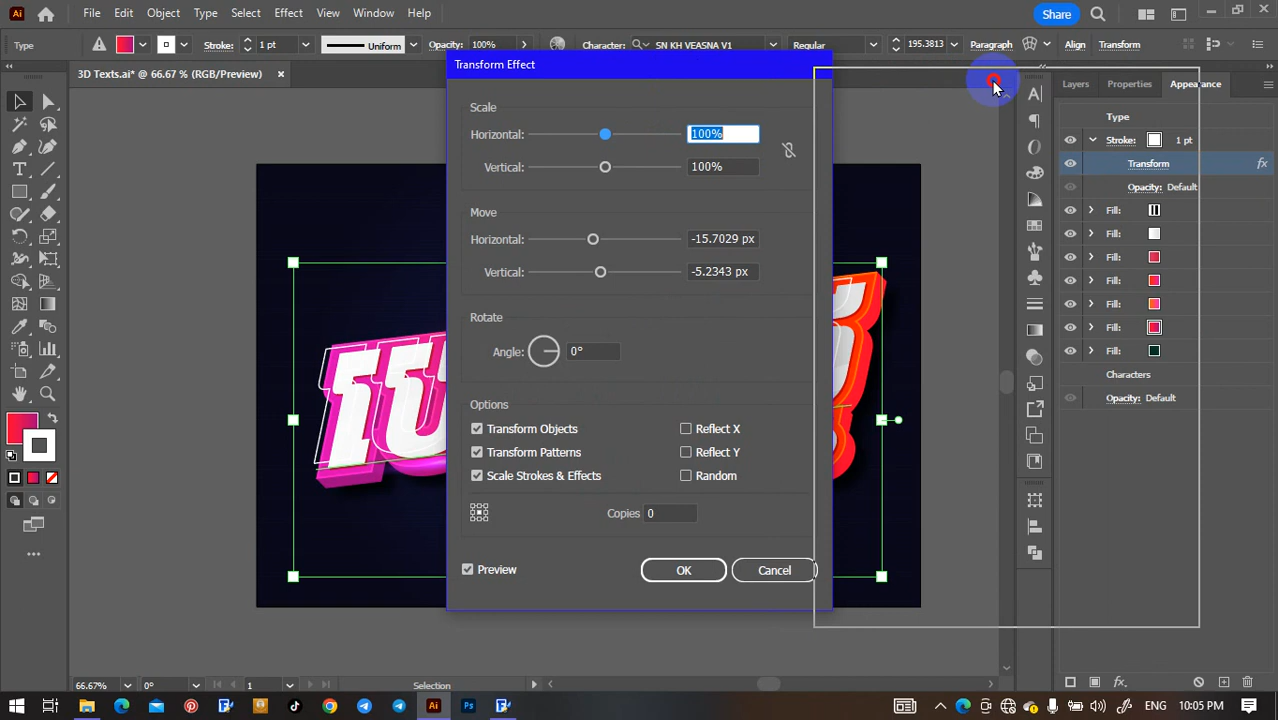 File Edit Object Type Select Effect View Window Help Share
Type Stroke: 1 pt Uniform Opacity: 100% Character: SN KH VEASNA V1 Regular 195.3813 Paragraph Align Transform
3D Texts.ai* @ 66.67 % (RGB/Preview)
Transform Effect
Scale
Horizontal: 100%
Vertical: 100%
Move
Horizontal: -15.7029 px
Vertical: -5.2343 px
Rotate
Angle: 0°
Options
Transform Objects Reflect X
Transform Patterns Reflect Y
Scale Strokes & Effects Random
Copies 0
Preview OK Cancel
Layers Properties Appearance
Type
Stroke: 1 pt
Transform fx
Opacity: Default
Fill:
Fill:
Fill:
Fill:
Fill:
Fill:
Fill:
Characters
Opacity: Default
fx.
66.67% 0° 1 Selection
10:05 PM